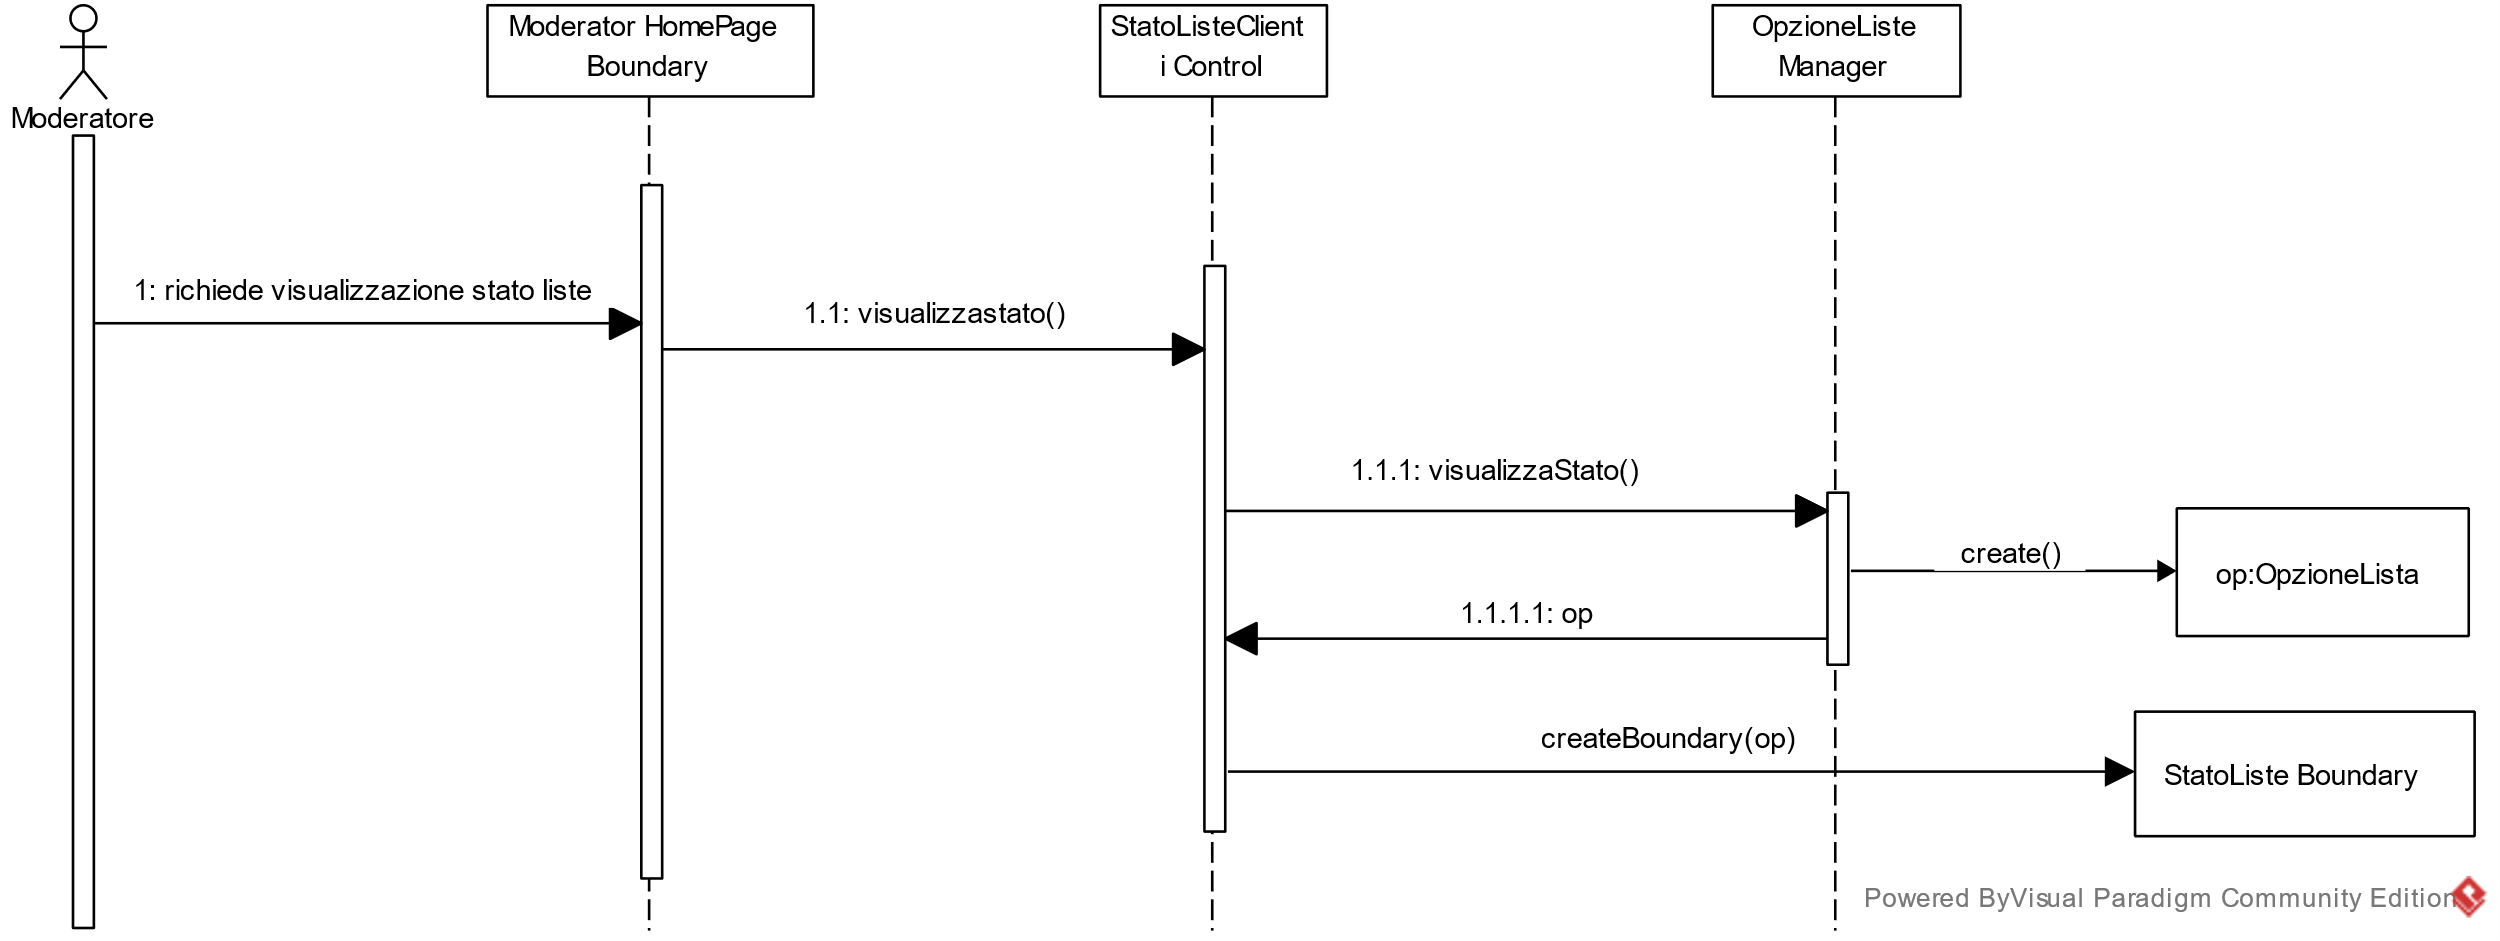 Moderator HomePage
Boundary
StatoListeClient
i Control
OpzioneListe
Manager
Moderatore
1: richiede visualizzazione stato liste
1.1: visualizzastato()
1.1.1: visualizzaStato()
create()
op:OpzioneLista
1.1.1.1: op
createBoundary(op)
StatoListe Boundary
Powered ByVisual Paradigm Community Edition